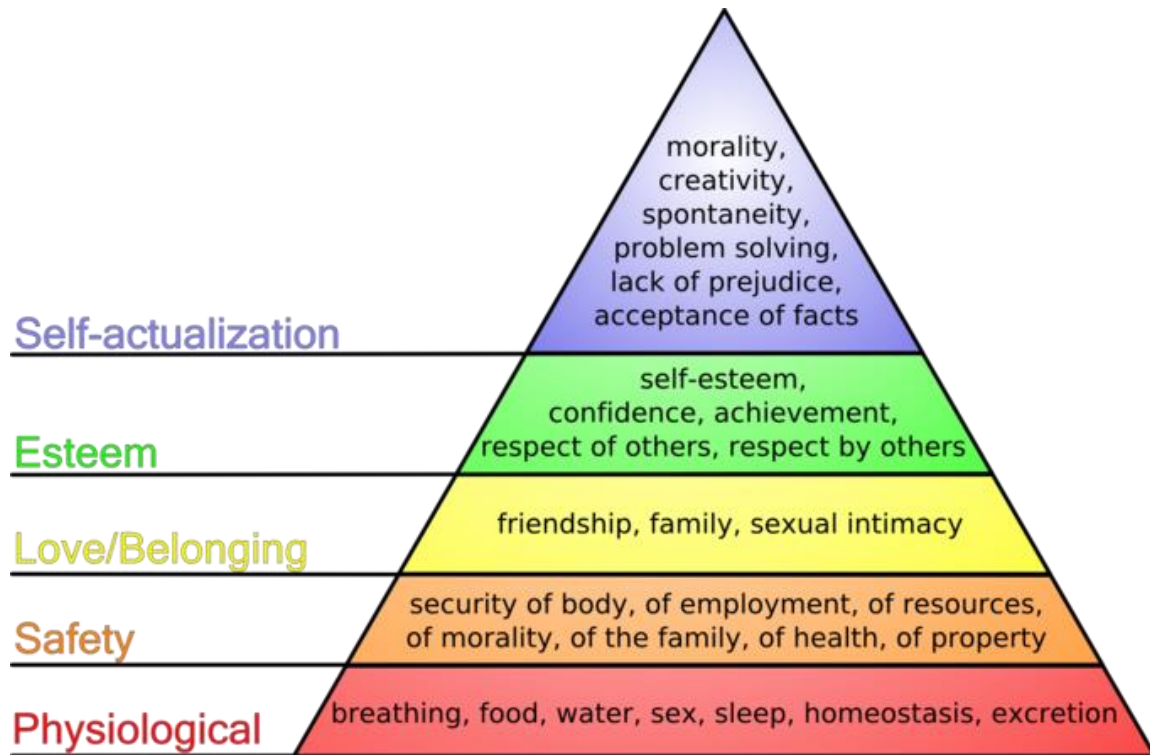 morality,
creativity,
spontaneity,
problem solving,
lack of prejudice,
acceptance of facts
Self-actualization
self-esteem,
confidence, achievement,
respect of others, respect by others
Esteem
friendship, family, sexual intimacy
Love/Belonging
security of body, of employment, of resources,
of morality, of the family, of health, of property
Safety
breathing, food, water, sex, sleep, homeostasis, excretion
Physiological